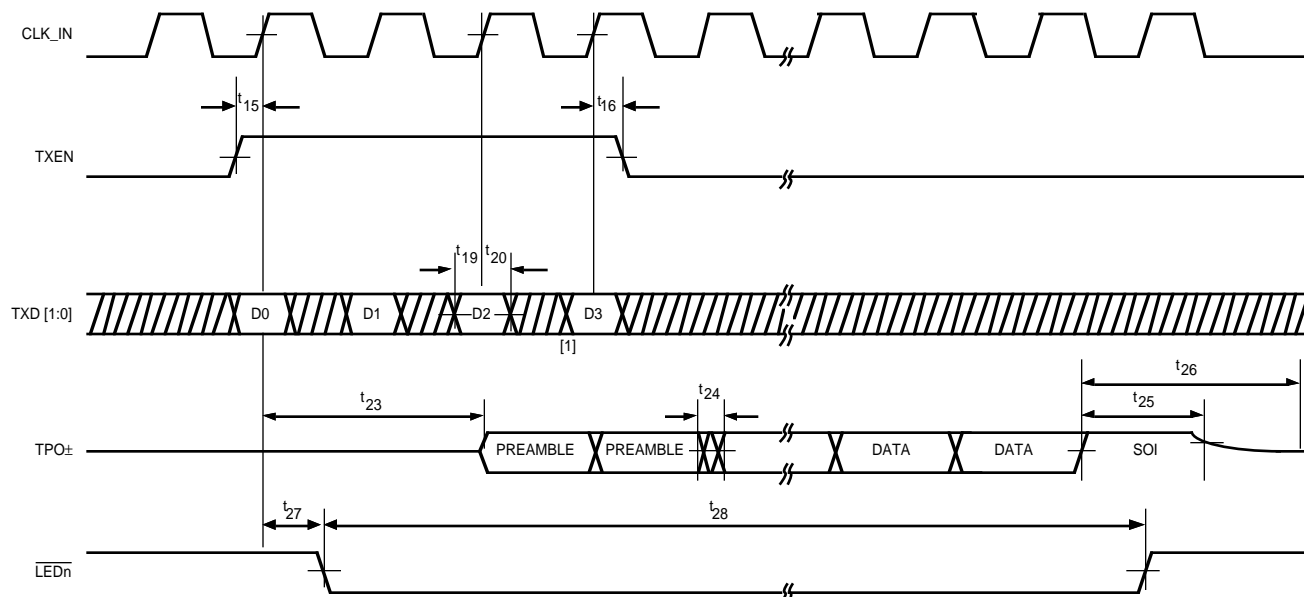 CLK_IN
t15
t16
TXEN
t19
t20
TXD [1:0]
D0
D1
D2
D3
[1]
t26
t23
t24
t25
TPO±
PREAMBLE
PREAMBLE
DATA
DATA
SOI
t27
t28
LEDn